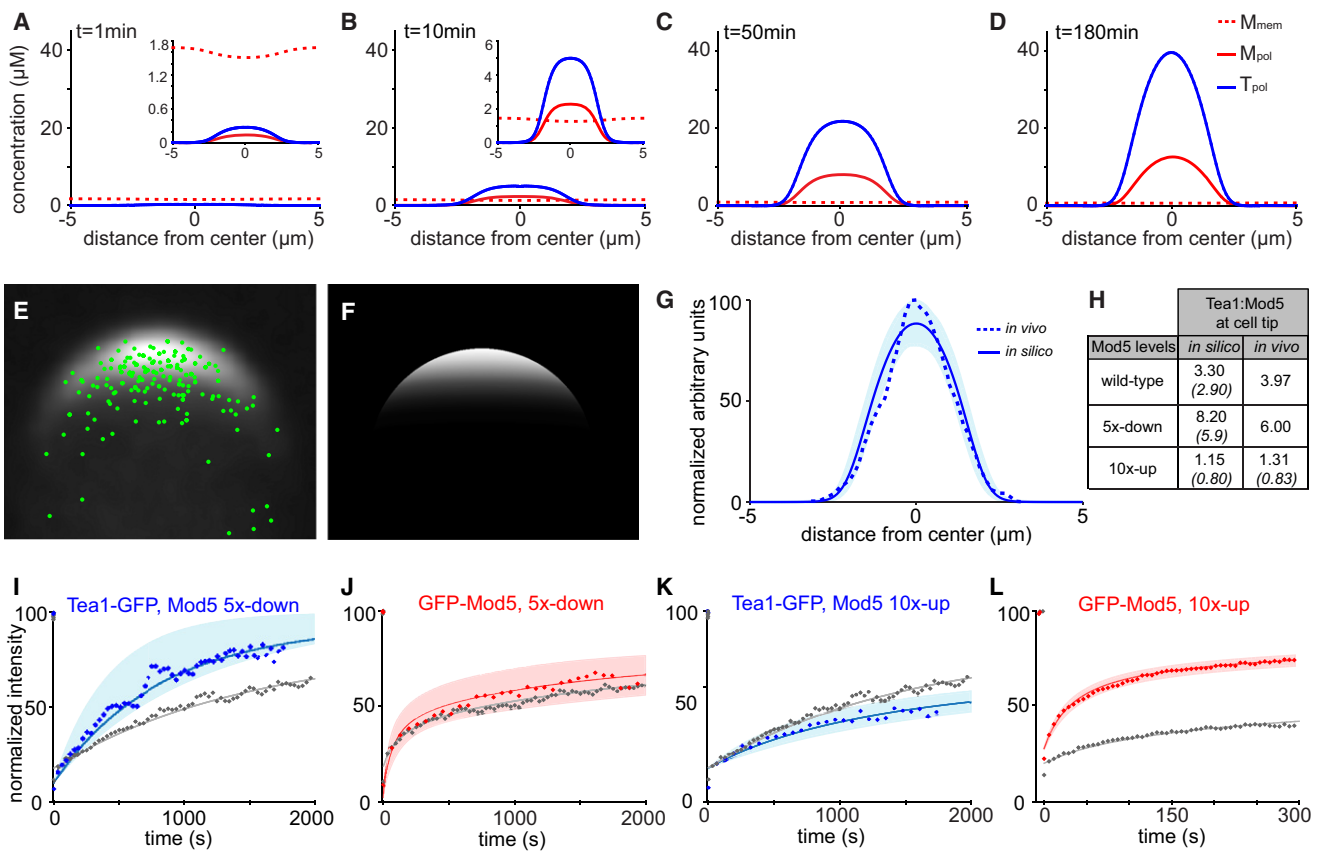 A
t=1min
concentration (µM)
40
20
0
-5
0
5
distance from center (µm)
1.8
1.2
0.6
0
-5
0
5
B
t=10min
40
20
0
-5
0
5
distance from center (µm)
6
4
2
0
-5
0
5
C
t=50min
40
20
0
-5
0
5
distance from center (µm)
D
t=180min
40
20
0
-5
0
5
distance from center (µm)
Mmem
Mpol
Tpol
E
F
G
normalized arbitrary units
100
50
0
-5
0
5
distance from center (µm)
in vivo
in silico
H
Tea1:Mod5
at cell tip
Mod5 levels in silico in vivo
wild-type 3.30 (2.90) 3.97
5x-down 8.20 (5.9) 6.00
10x-up 1.15 (0.80) 1.31 (0.83)
I
Tea1-GFP, Mod5 5x-down
normalized intensity
100
50
0
0
1000
2000
time (s)
J
GFP-Mod5, 5x-down
100
50
0
0
1000
2000
time (s)
K
Tea1-GFP, Mod5 10x-up
100
50
0
0
1000
2000
time (s)
L
GFP-Mod5, 10x-up
100
50
0
0
150
300
time (s)